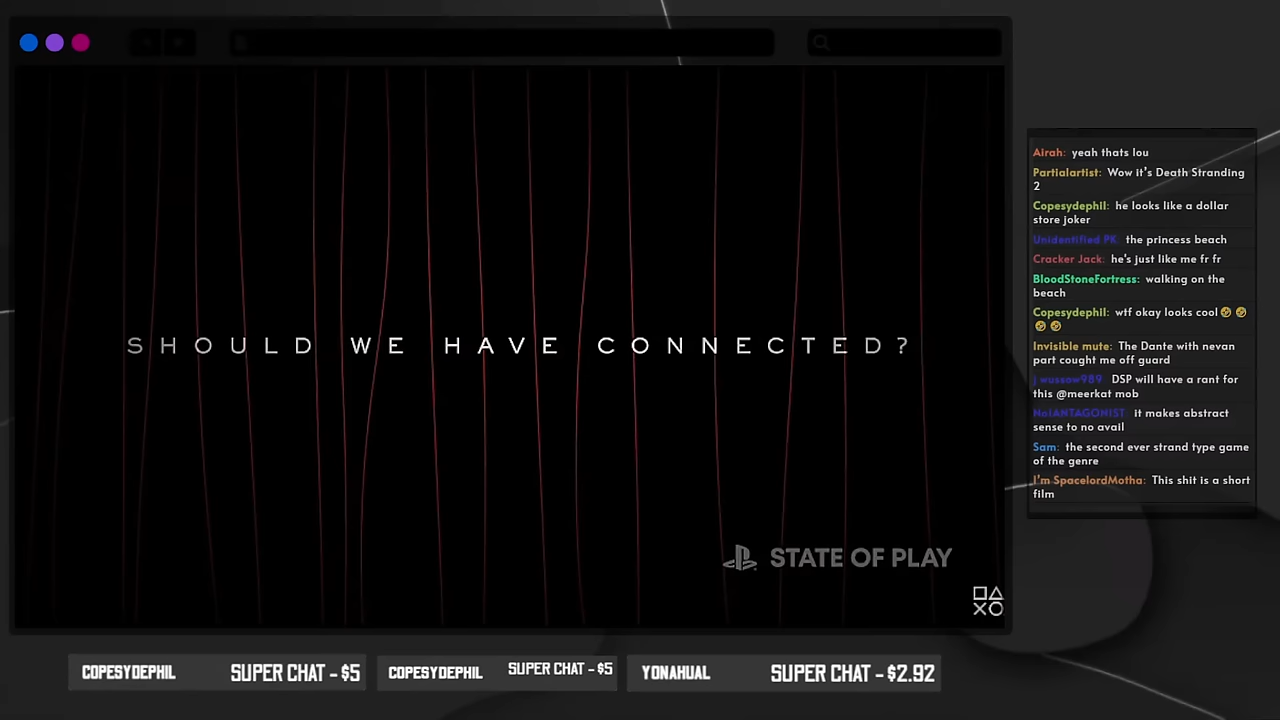 SHOULD WE HAVE CONNECTED?
STATE OF PLAY
Airah: yeah thats lou
Partialartist: Wow it's Death Stranding
2
Copesydephil: he looks like a dollar
store joker
Unidentified PK: the princess beach
Cracker Jack: he's just like me fr fr
BloodStoneFortress: walking on the
beach
Copesydephil: wtf okay looks cool🤣 🤣
🤣 🤣
Invisible mute: The Dante with nevan
part cought me off guard
j wussow989 DSP will have a rant for
this @meerkat mob
NolANTAGONIST it makes abstract
sense to no avail
Sam: the second ever strand type game
of the genre
I'm SpacelordMotha: This shit is a short
film
COPESYDEPHIL SUPER CHAT - $5
COPESYDEPHIL SUPER CHAT - $5
YONAHUAL SUPER CHAT - $2.92